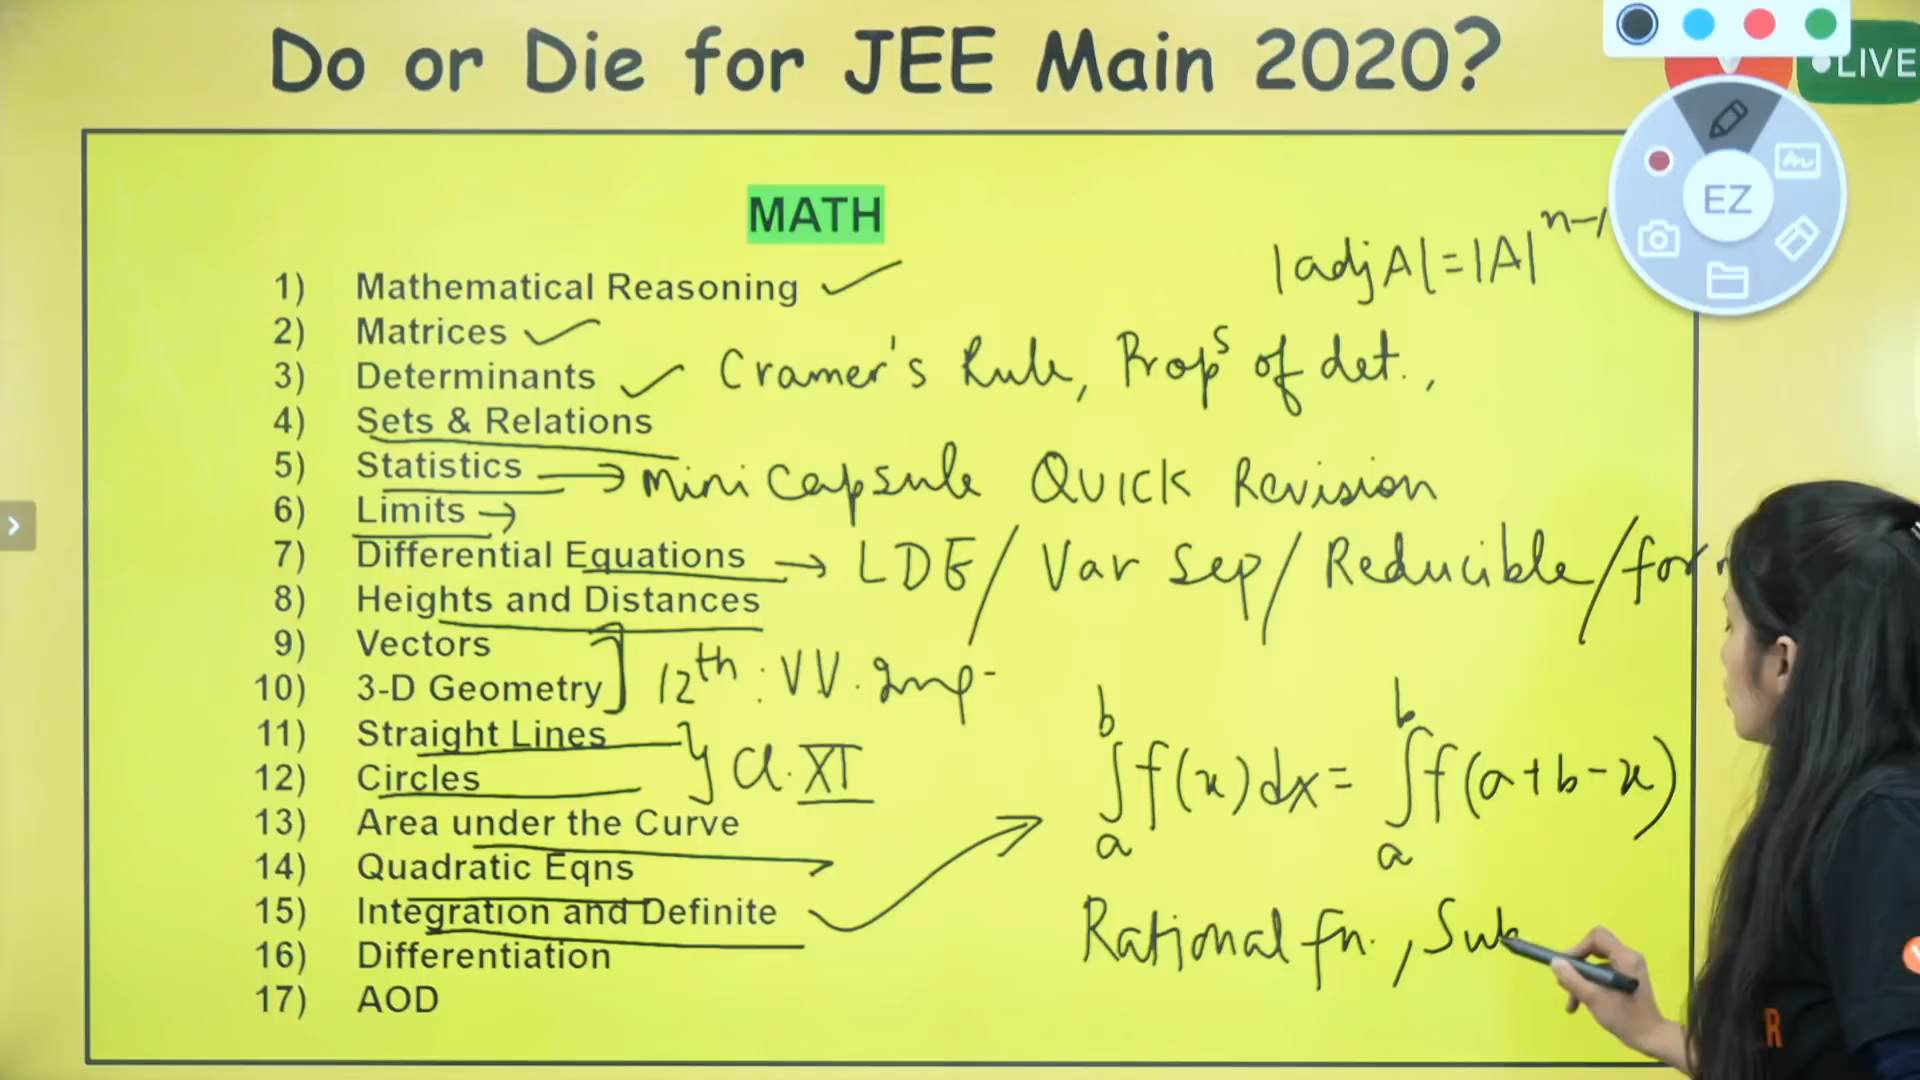 Do or Die for JEE Main 2020?
LIVE
EZ
MATH
|adj A| = |A|^n-1
1) Mathematical Reasoning
2) Matrices
3) Determinants Cramer's Rule, Prop^s of det.,
4) Sets & Relations
5) Statistics → mini capsule QUICK Revision
6) Limits →
7) Differential Equations → LDE / Var Sep / Reducible / for
8) Heights and Distances
9) Vectors
10) 3-D Geometry 12th : VV. Imp-
11) Straight Lines
12) Circles Cl. XI
13) Area under the Curve
14) Quadratic Eqns
15) Integration and Definite
16) Differentiation
17) AOD
∫_a^b f(x)dx = ∫_a^b f(a+b-x)
Rational fn., Sub
R